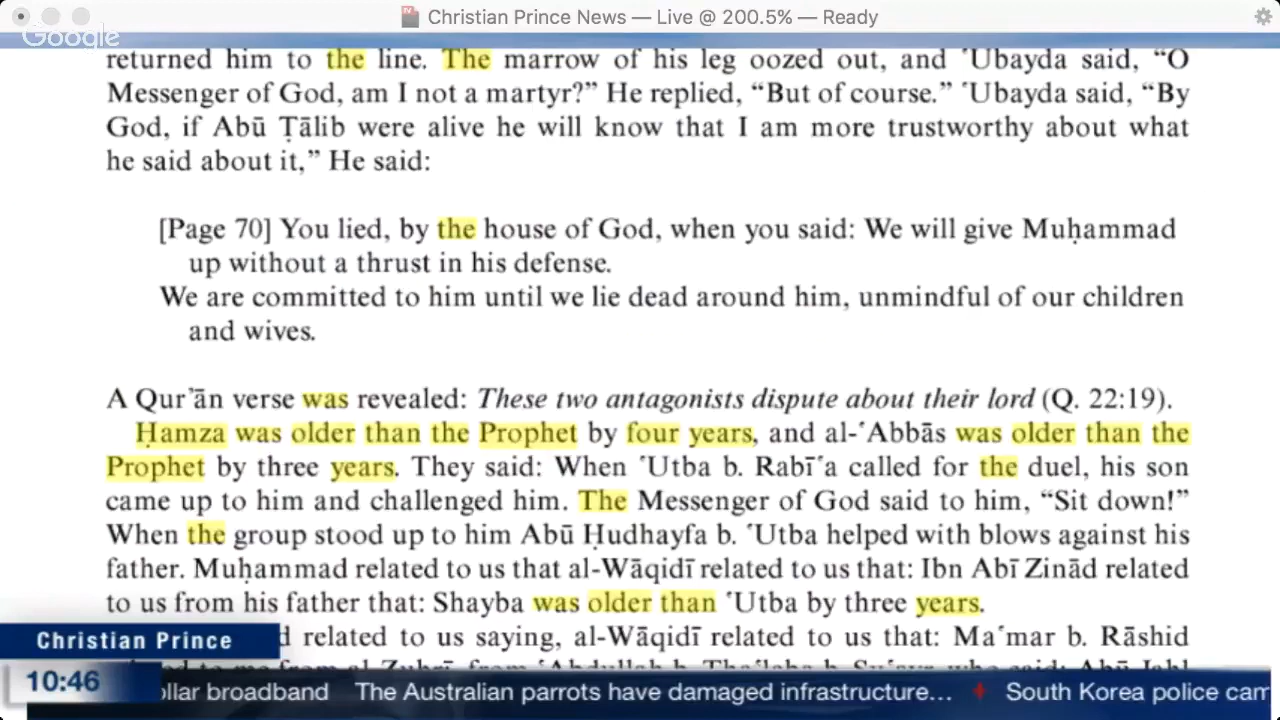 Christian Prince News — Live @ 200.5% — Ready
Google
returned him to the line. The marrow of his leg oozed out, and ʿUbayda said, “O
Messenger of God, am I not a martyr?” He replied, “But of course.” ʿUbayda said, “By
God, if Abū Ṭālib were alive he will know that I am more trustworthy about what
he said about it,” He said:
[Page 70] You lied, by the house of God, when you said: We will give Muḥammad
up without a thrust in his defense.
We are committed to him until we lie dead around him, unmindful of our children
and wives.
A Qurʾān verse was revealed: These two antagonists dispute about their lord (Q. 22:19).
Ḥamza was older than the Prophet by four years, and al-ʿAbbās was older than the
Prophet by three years. They said: When ʿUtba b. Rabīʿa called for the duel, his son
came up to him and challenged him. The Messenger of God said to him, “Sit down!”
When the group stood up to him Abū Ḥudhayfa b. ʿUtba helped with blows against his
father. Muḥammad related to us that al-Wāqidī related to us that: Ibn Abī Zinād related
to us from his father that: Shayba was older than ʿUtba by three years.
d related to us saying, al-Wāqidī related to us that: Maʿmar b. Rāshid
Christian Prince
10:46
ollar broadband The Australian parrots have damaged infrastructure... South Korea police cam